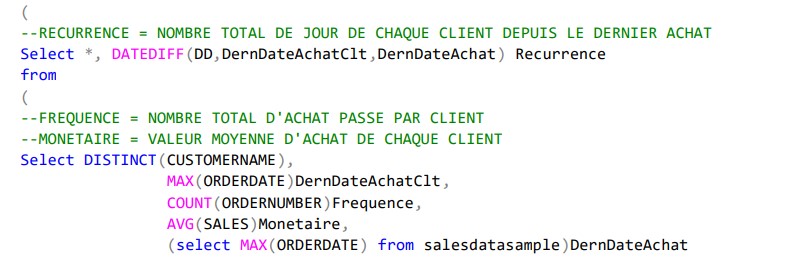 (
--RECURRENCE = NOMBRE TOTAL DE JOUR DE CHAQUE CLIENT DEPUIS LE DERNIER ACHAT
Select *, DATEDIFF(DD,DernDateAchatClt,DernDateAchat) Recurrence
from
(
--FREQUENCE = NOMBRE TOTAL D'ACHAT PASSE PAR CLIENT
--MONETAIRE = VALEUR MOYENNE D'ACHAT DE CHAQUE CLIENT
Select DISTINCT(CUSTOMERNAME),
MAX(ORDERDATE)DernDateAchatClt,
COUNT(ORDERNUMBER)Frequence,
AVG(SALES)Monetaire,
(select MAX(ORDERDATE) from salesdatasample)DernDateAchat